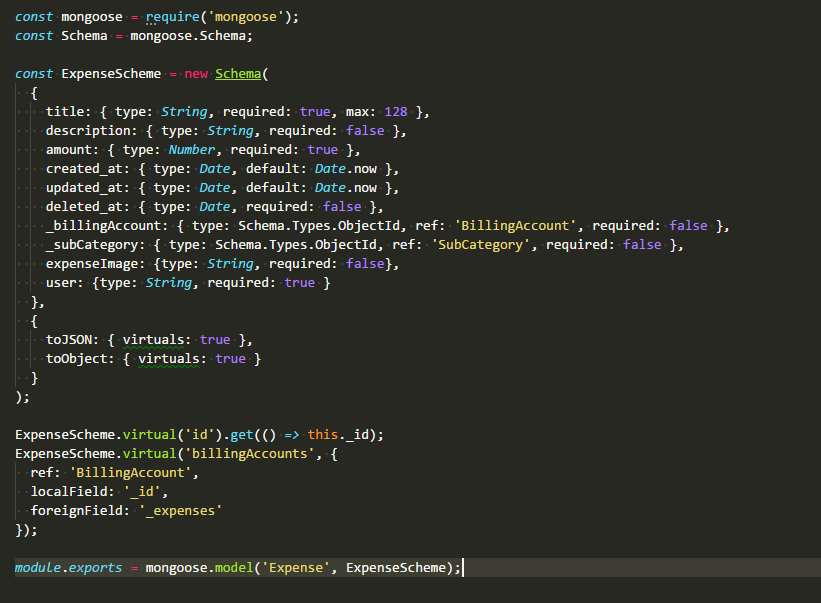 const mongoose = require('mongoose');
const Schema = mongoose.Schema;

const ExpenseScheme = new Schema(
  {
    title: { type: String, required: true, max: 128 },
    description: { type: String, required: false },
    amount: { type: Number, required: true },
    created_at: { type: Date, default: Date.now },
    updated_at: { type: Date, default: Date.now },
    deleted_at: { type: Date, required: false },
    _billingAccount: { type: Schema.Types.ObjectId, ref: 'BillingAccount', required: false },
    _subCategory: { type: Schema.Types.ObjectId, ref: 'SubCategory', required: false },
    expenseImage: {type: String, required: false},
    user: {type: String, required: true }
  },
  {
    toJSON: { virtuals: true },
    toObject: { virtuals: true }
  }
);

ExpenseScheme.virtual('id').get(() => this._id);
ExpenseScheme.virtual('billingAccounts', {
  ref: 'BillingAccount',
  localField: '_id',
  foreignField: '_expenses'
});

module.exports = mongoose.model('Expense', ExpenseScheme);